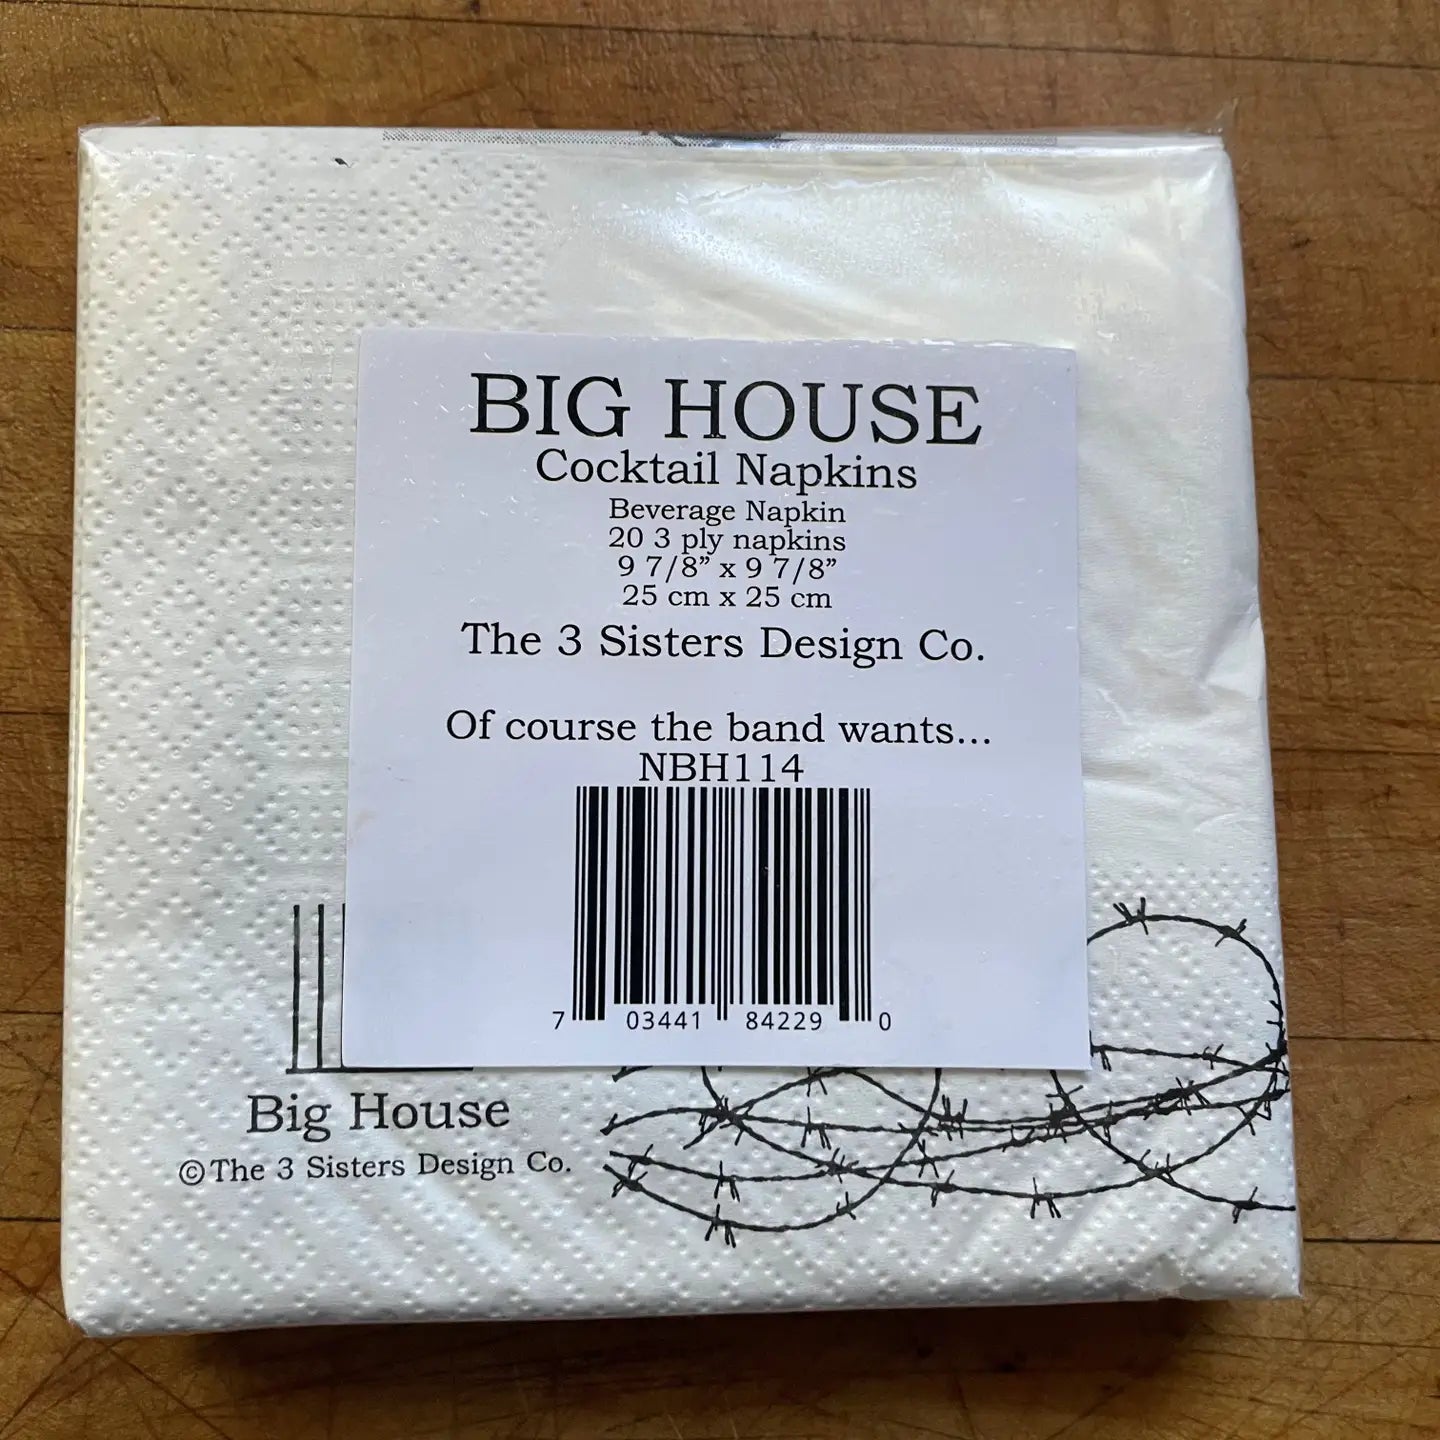 BIG HOUSE
Cocktail Napkins
Beverage Napkin
20 3 ply napkins
9 7/8” x 9 7/8”
25 cm x 25 cm
The 3 Sisters Design Co.
Of course the band wants...
NBH114
7 03441 84229 0
Big House
©The 3 Sisters Design Co.